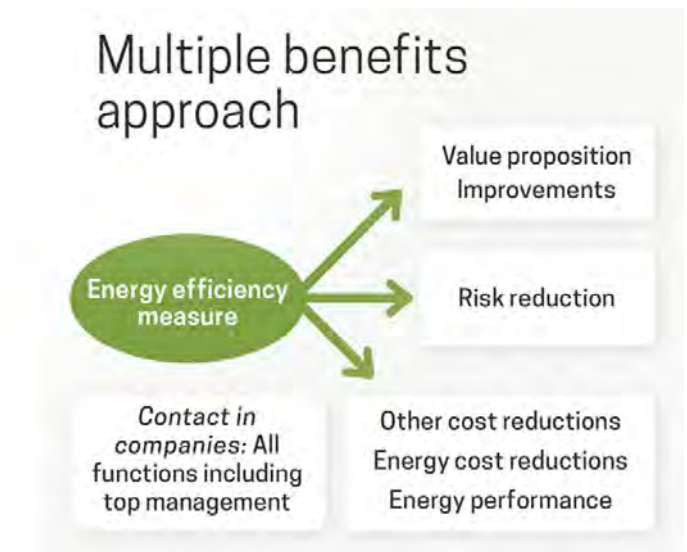 Multiple benefits
approach
Value proposition
Improvements
Energy efficiency
measure
Risk reduction
Contact in
companies: All
functions including
top management
Other cost reductions
Energy cost reductions
Energy performance